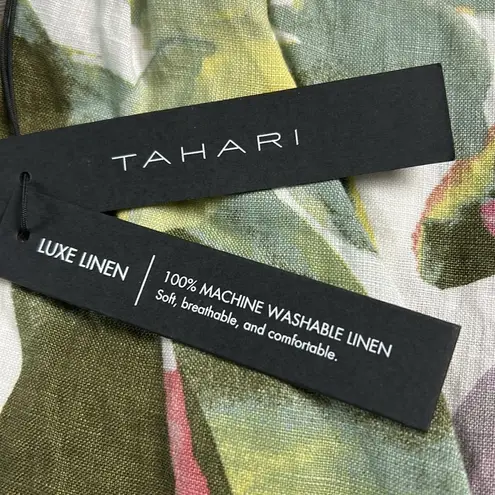 TAHARI
LUXE LINEN
100% MACHINE WASHABLE LINEN
Soft, breathable, and comfortable.